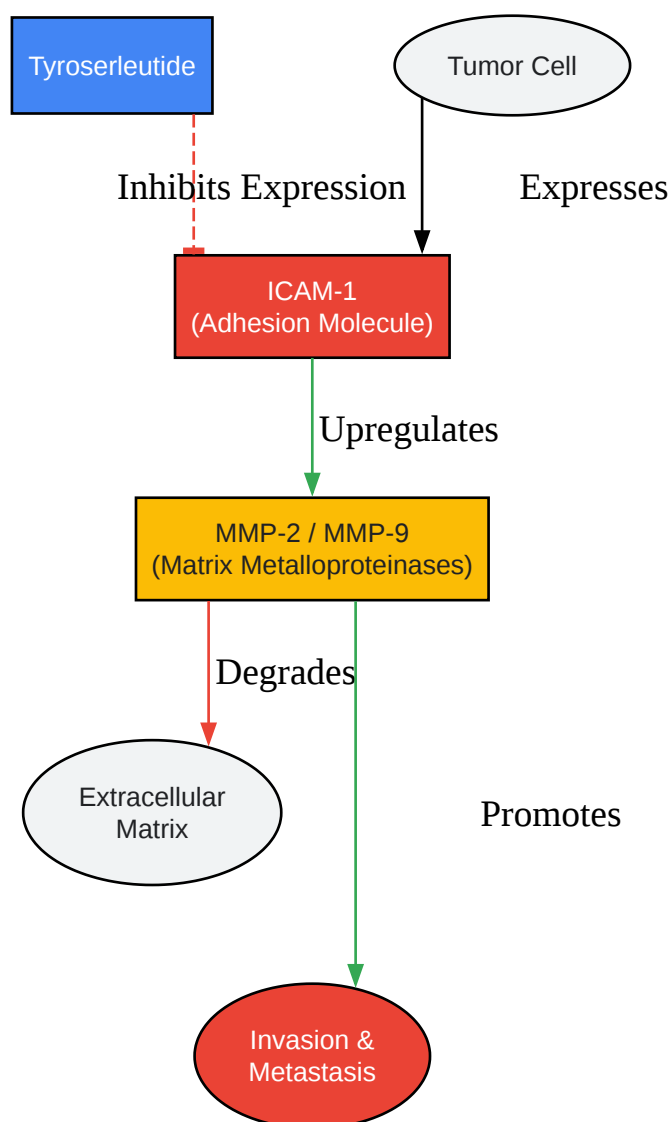 Tyroserleutide
Tumor Cell
Inhibits Expression
Expresses
ICAM-1
(Adhesion Molecule)
Upregulates
MMP-2 / MMP-9
(Matrix Metalloproteinases)
Degrades
Extracellular
Matrix
Promotes
Invasion &
Metastasis